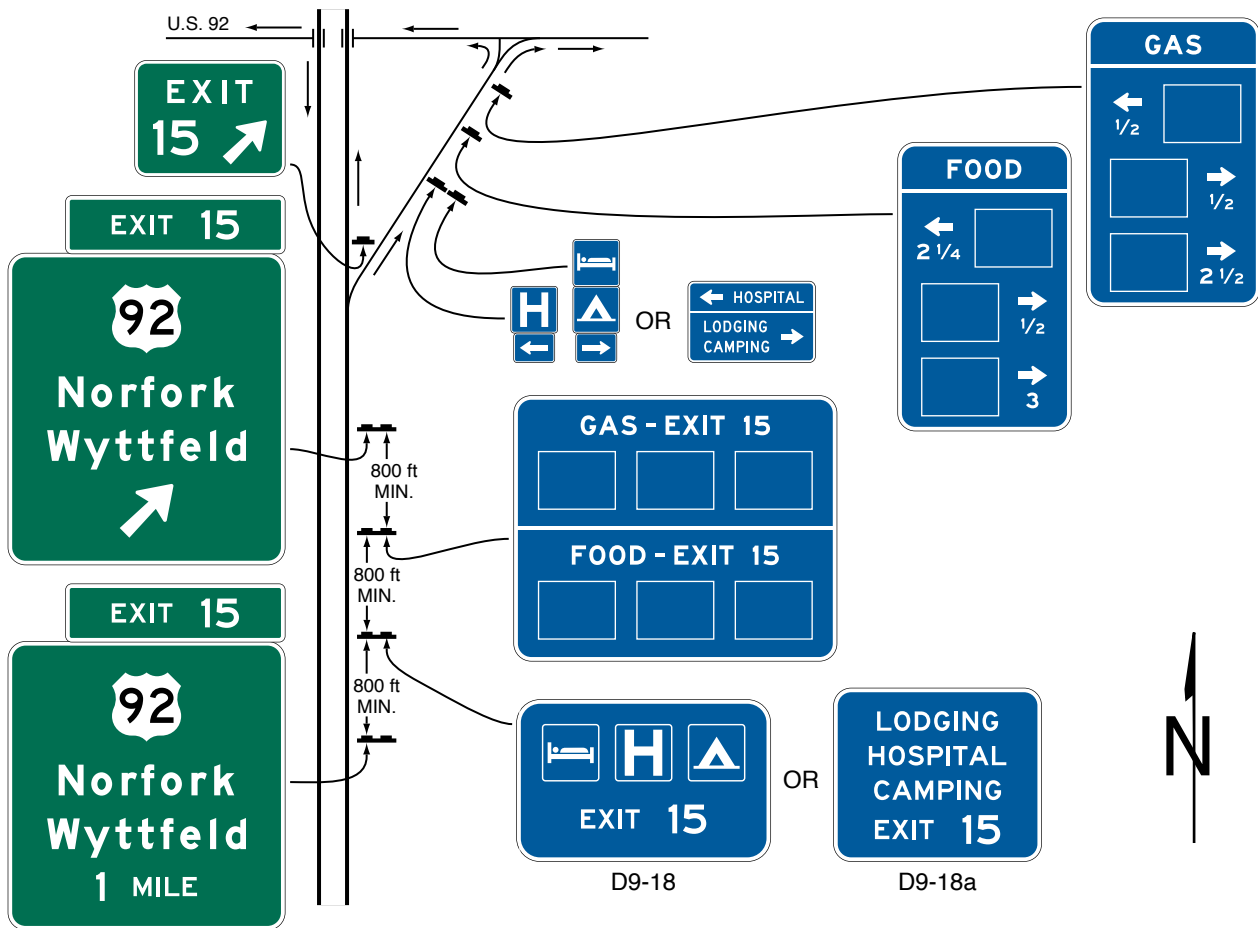 U.S. 92
EXIT
15
EXIT 15
92
Norfork
Wyttfeld
EXIT 15
92
Norfork
Wyttfeld
1 MILE
GAS
1/2
1/2
2 1/2
FOOD
2 1/4
1/2
3
H
OR
HOSPITAL
LODGING
CAMPING
800 ft
MIN.
800 ft
MIN.
800 ft
MIN.
GAS - EXIT 15
FOOD - EXIT 15
H
EXIT 15
D9-18
OR
LODGING
HOSPITAL
CAMPING
EXIT 15
D9-18a
N